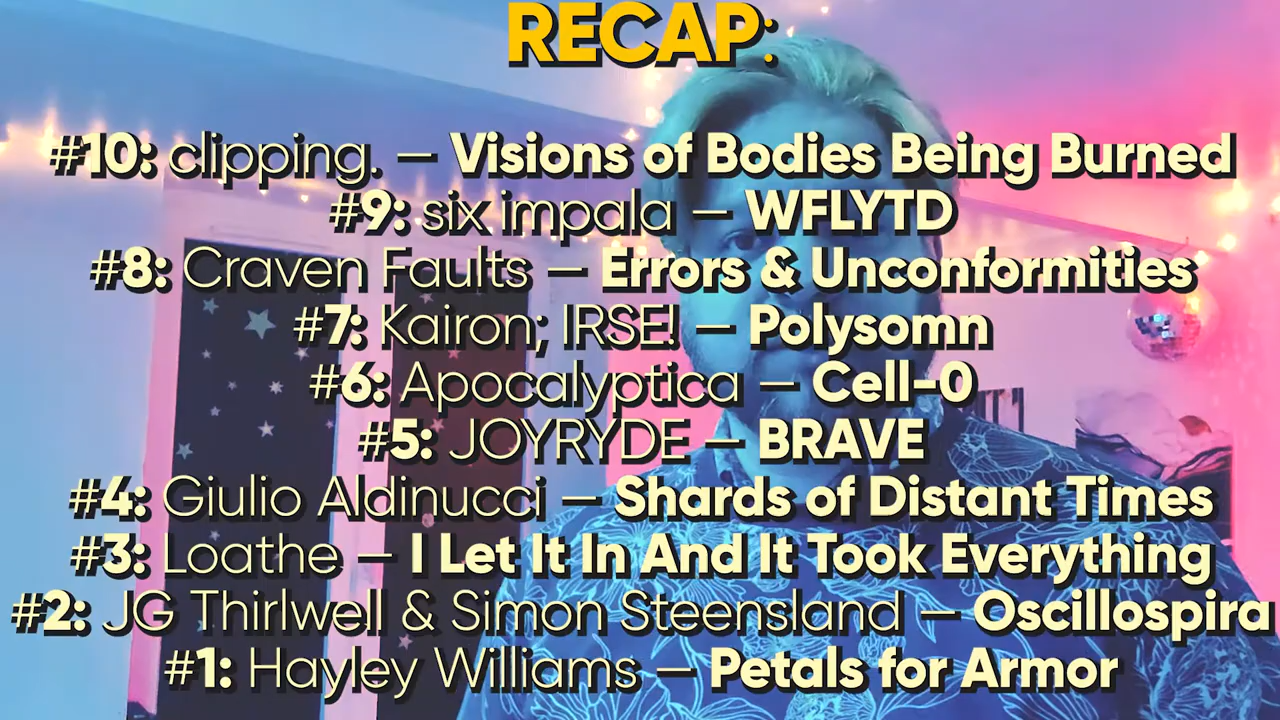 RECAP:
#10: clipping. — Visions of Bodies Being Burned
#9: six impala — WFLYTD
#8: Craven Faults — Errors & Unconformities
#7: Kairon; IRSE! — Polysomn
#6: Apocalyptica — Cell-0
#5: JOYRYDE — BRAVE
#4: Giulio Aldinucci — Shards of Distant Times
#3: Loathe — I Let It In And It Took Everything
#2: JG Thirlwell & Simon Steensland — Oscillospira
#1: Hayley Williams — Petals for Armor